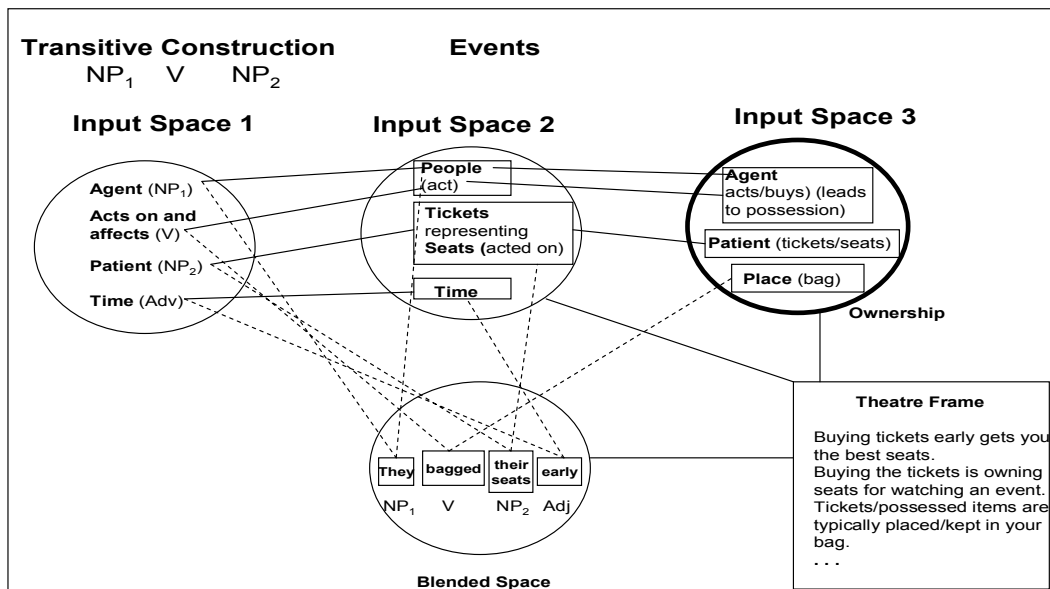 Transitive Construction
NP₁ V NP₂
Events
Input Space 1
Input Space 2
Input Space 3
Agent (NP₁)
Acts on and
affects (V)
Patient (NP₂)
Time (Adv)
People
(act)
Tickets
representing
Seats (acted on)
Time
Agent
acts/buys) (leads
to possession)
Patient (tickets/seats)
Place (bag)
Ownership
They bagged their seats early
NP₁ V NP₂ Adj
Blended Space
Theatre Frame
Buying tickets early gets you
the best seats.
Buying the tickets is owning
seats for watching an event.
Tickets/possessed items are
typically placed/kept in your
bag.
. . .